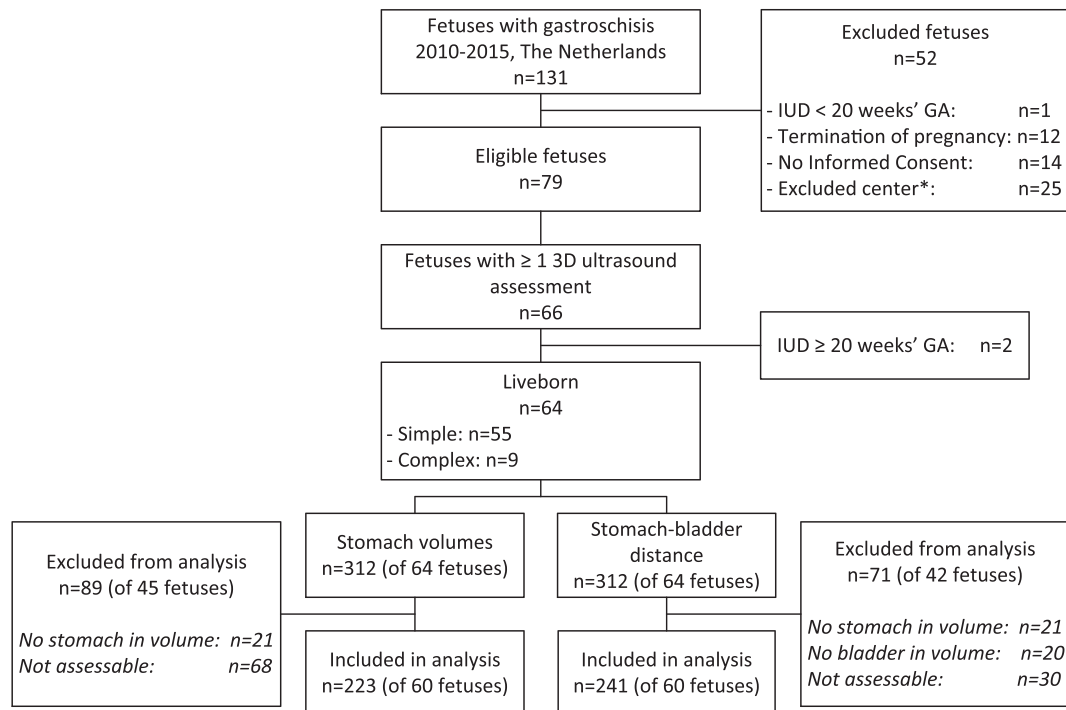 Fetuses with gastroschisis
2010-2015, The Netherlands
n=131
Excluded fetuses
n=52
- IUD < 20 weeks' GA: n=1
- Termination of pregnancy: n=12
- No Informed Consent: n=14
- Excluded center*: n=25
Eligible fetuses
n=79
Fetuses with ≥ 1 3D ultrasound
assessment
n=66
IUD ≥ 20 weeks' GA: n=2
Liveborn
n=64
- Simple: n=55
- Complex: n=9
Excluded from analysis
n=89 (of 45 fetuses)
No stomach in volume: n=21
Not assessable: n=68
Stomach volumes
n=312 (of 64 fetuses)
Stomach-bladder
distance
n=312 (of 64 fetuses)
Excluded from analysis
n=71 (of 42 fetuses)
No stomach in volume: n=21
No bladder in volume: n=20
Not assessable: n=30
Included in analysis
n=223 (of 60 fetuses)
Included in analysis
n=241 (of 60 fetuses)